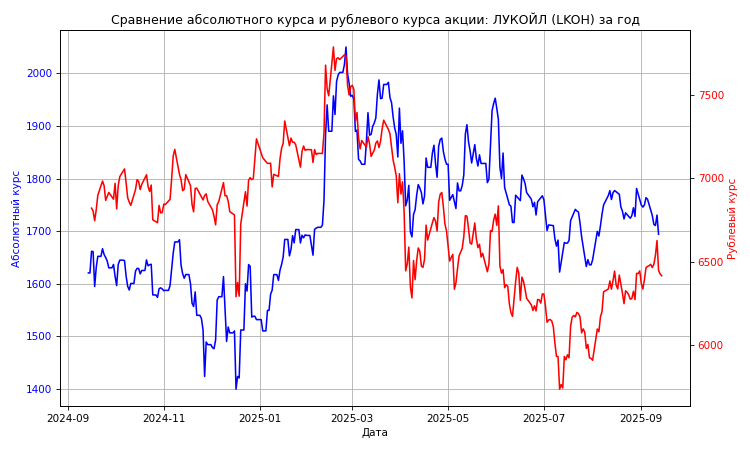 Сравнение абсолютного курса и рублевого курса акции: ЛУКОЙЛ (LKOH) за год
2000
1900
1800
1700
1600
1500
1400
Абсолютный курс
7500
7000
6500
6000
Рублевый курс
2024-09 2024-11 2025-01 2025-03 2025-05 2025-07 2025-09
Дата